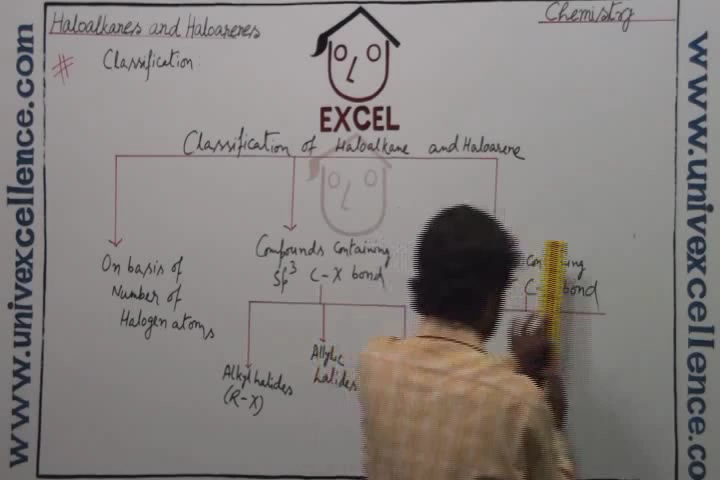 Haloalkanes and Haloarenes
Chemistry
# Classification
EXCEL
Classification of Haloalkane and Haloarene
On basis of
Number of
Halogen atoms
Compounds Containing
Sp³ C-X bond
Alkyl halides
(R-X)
Allylic
halides
bond
www.univexcellence.com
www.univexcellence.com